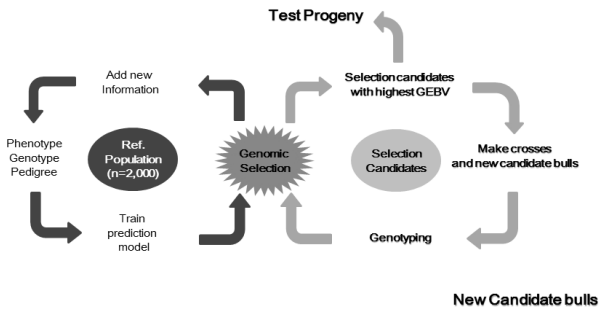 Test Progeny
Add new
Information
Selection candidates
with highest GEBV
Phenotype
Genotype
Pedigree
Ref.
Population
(n=2,000)
Genomic
Selection
Selection
Candidates
Make crosses
and new candidate bulls
Train
prediction
model
Genotyping
New Candidate bulls